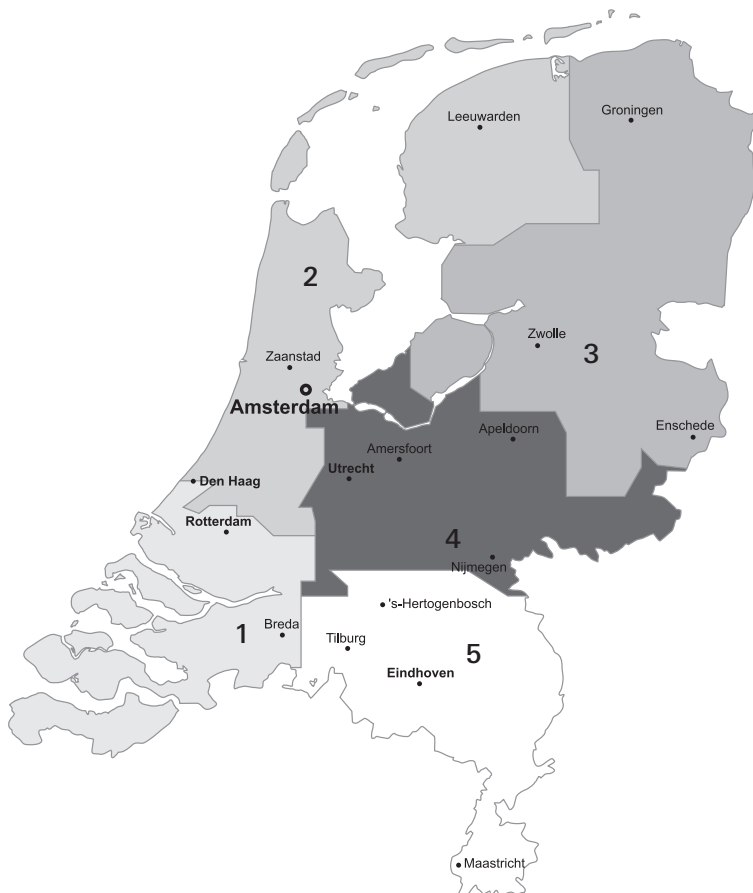 Leeuwarden
Groningen
2
Zwolle
3
Zaanstad
Amsterdam
Enschede
Apeldoorn
Amersfoort
Utrecht
Den Haag
Rotterdam
4
Nijmegen
's-Hertogenbosch
Breda
1
Tilburg
5
Eindhoven
Maastricht